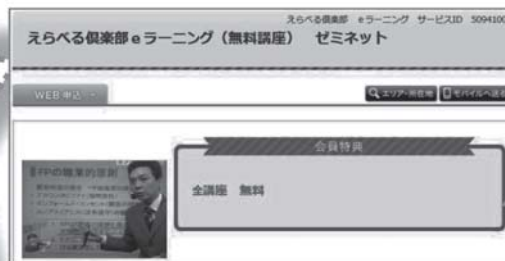 えらべる倶楽部 eラーニング サービスID 5094100
えらべる倶楽部eラーニング（無料講座） ゼミネット
WEB申込
エリア・所在地
モバイルへ送る
会員特典
全講座 無料
FPの職業的原則